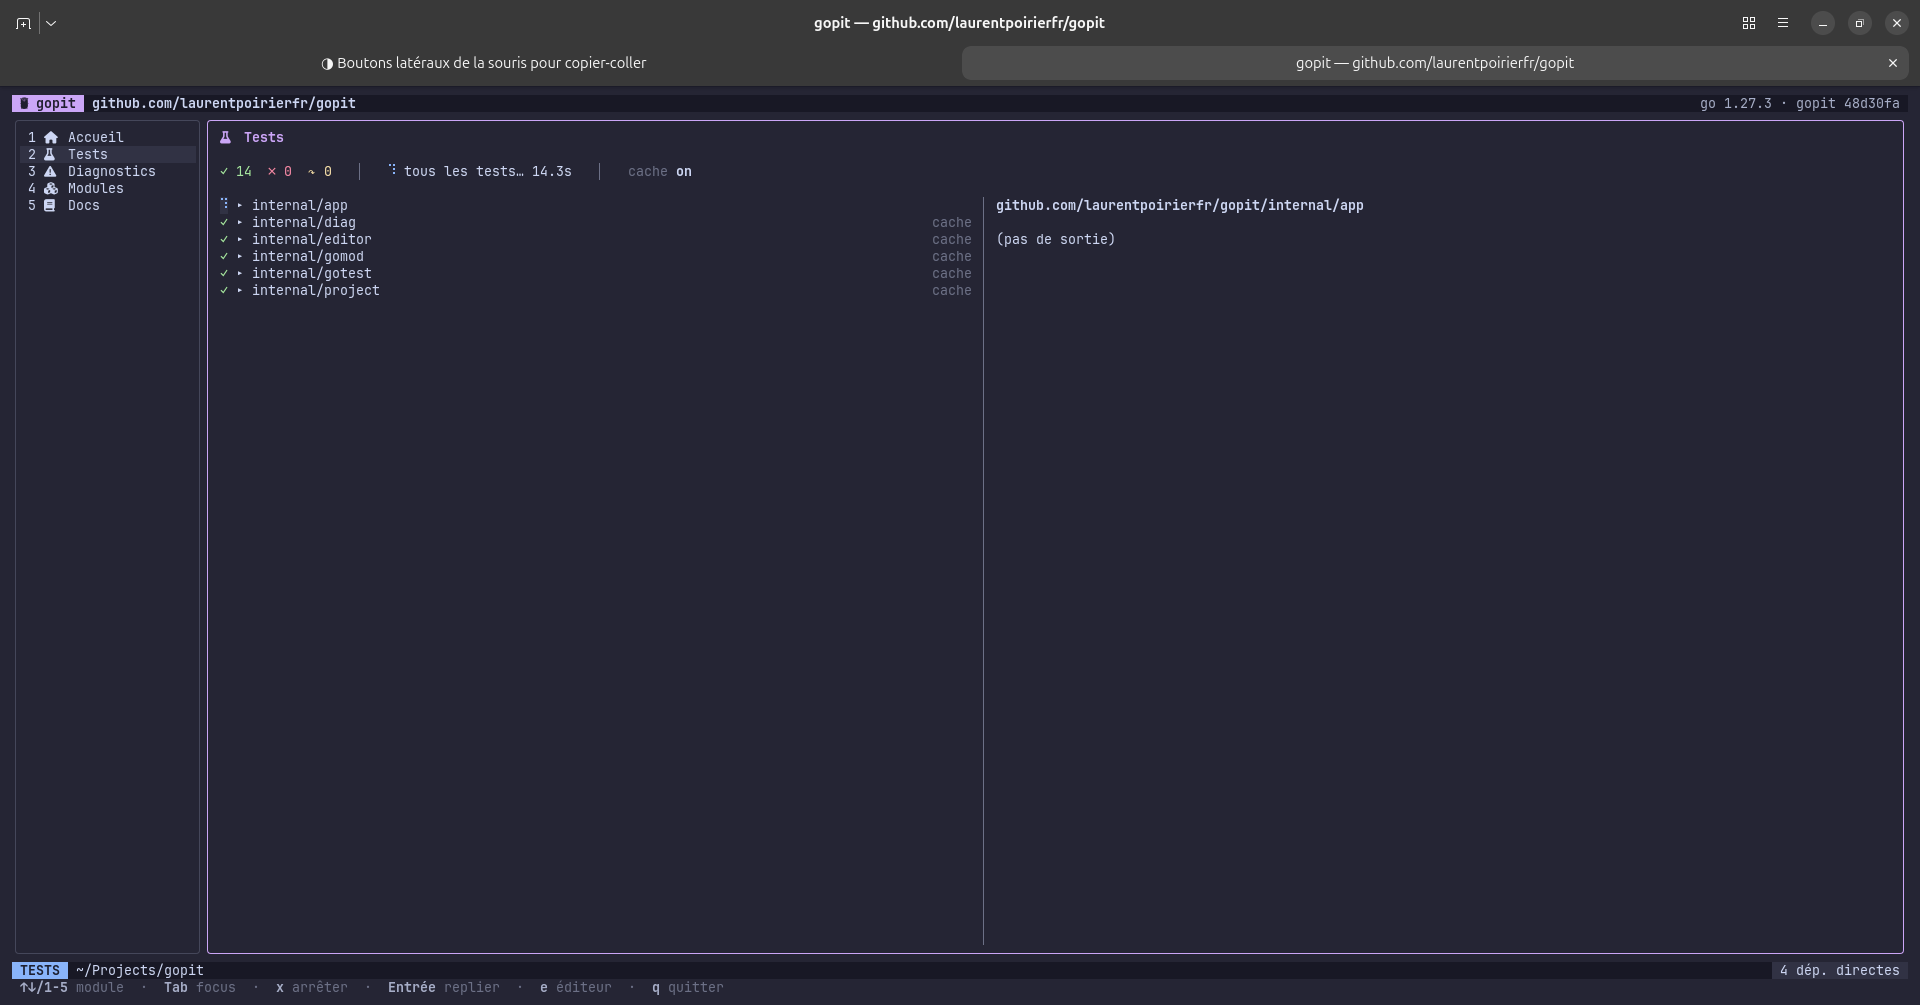 gopit — github.com/laurentpoirierfr/gopit
◑ Boutons latéraux de la souris pour copier-coller
gopit — github.com/laurentpoirierfr/gopit
gopit github.com/laurentpoirierfr/gopit
go 1.27.3 · gopit 48d30fa
1 Accueil
2 Tests
3 Diagnostics
4 Modules
5 Docs
Tests
✓ 14 ✕ 0 ↷ 0 │ ⠹ tous les tests… 14.3s │ cache on
⠹ ▸ internal/app
✓ ▸ internal/diag cache
✓ ▸ internal/editor cache
✓ ▸ internal/gomod cache
✓ ▸ internal/gotest cache
✓ ▸ internal/project cache
github.com/laurentpoirierfr/gopit/internal/app
(pas de sortie)
TESTS ~/Projects/gopit
4 dép. directes
↑↓/1-5 module · Tab focus · x arrêter · Entrée replier · e éditeur · q quitter